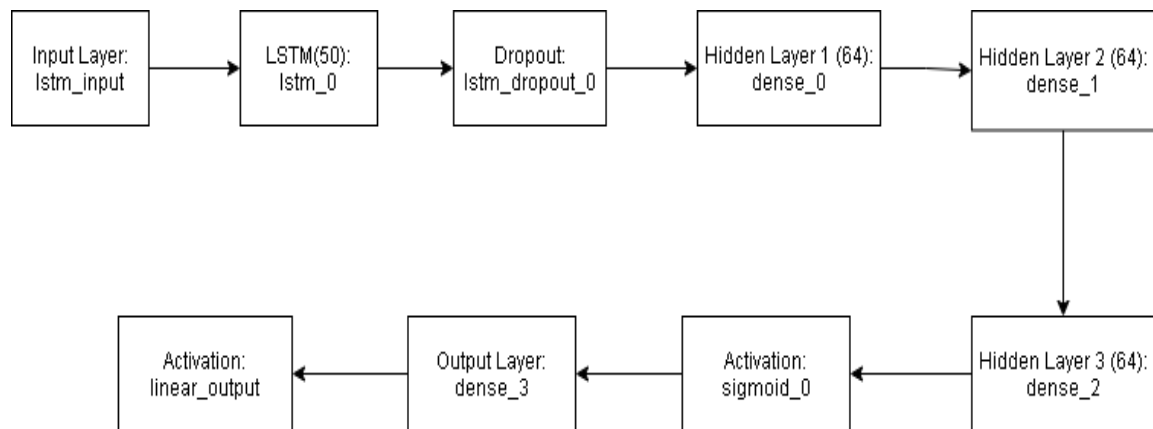 Input Layer:
lstm_input
LSTM(50):
lstm_0
Dropout:
lstm_dropout_0
Hidden Layer 1 (64):
dense_0
Hidden Layer 2 (64):
dense_1
Hidden Layer 3 (64):
dense_2
Activation:
sigmoid_0
Output Layer:
dense_3
Activation:
linear_output